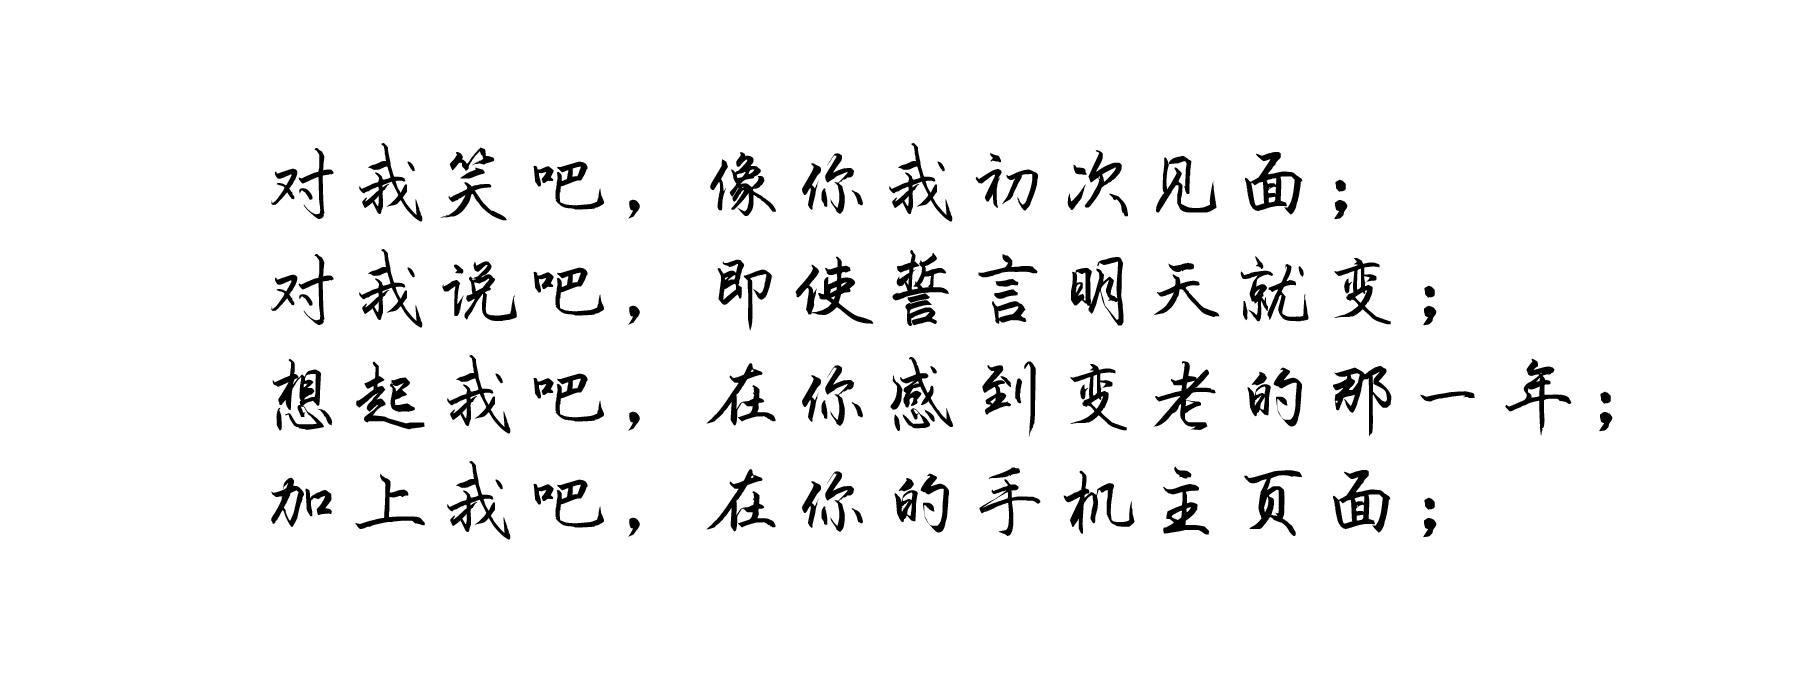 对我笑吧，像你我初次见面；
对我说吧，即使誓言明天就变；
想起我吧，在你感到变老的那一年；
加上我吧，在你的手机主页面；